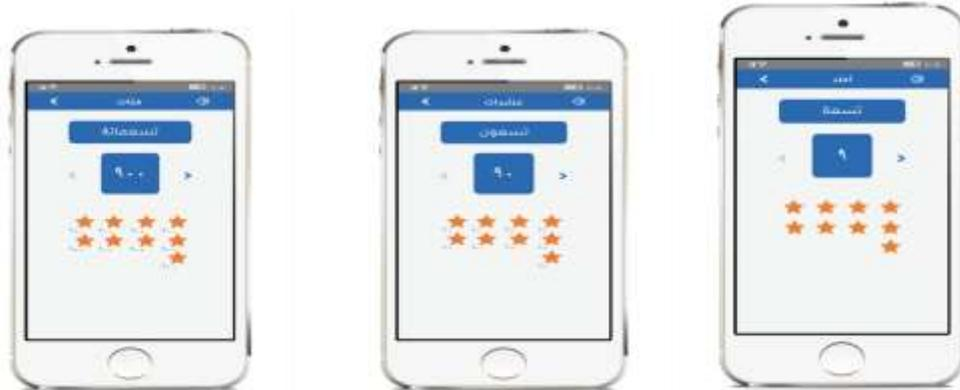 تسعة
٩
عشرات
تسعون
٩٠
مئات
تسعمائة
٩٠٠